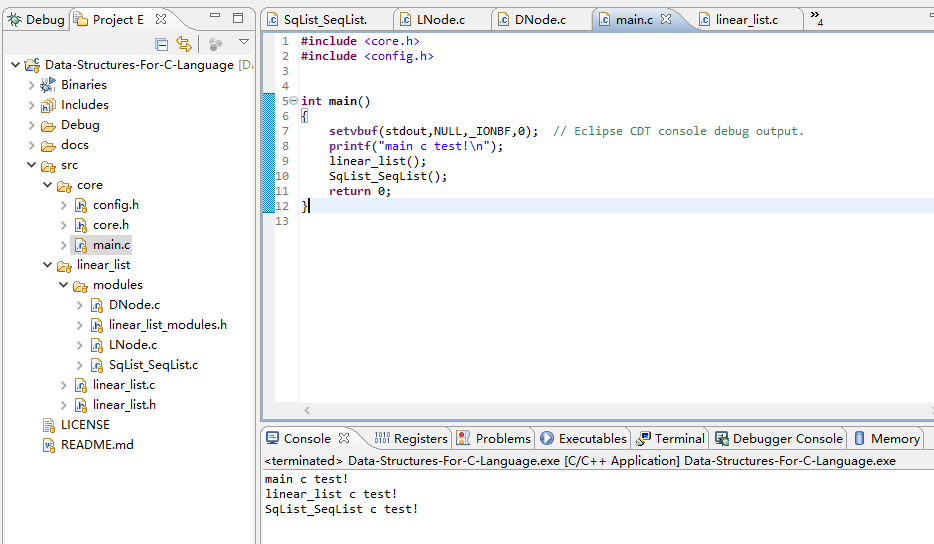 Debug Project E
Data-Structures-For-C-Language [Da
Binaries
Includes
Debug
docs
src
core
config.h
core.h
main.c
linear_list
modules
DNode.c
linear_list_modules.h
LNode.c
SqList_SeqList.c
linear_list.c
linear_list.h
LICENSE
README.md
SqList_SeqList. LNode.c DNode.c main.c linear_list.c »4
1 #include <core.h>
2 #include <config.h>
3
4
5 int main()
6 {
7 setvbuf(stdout,NULL,_IONBF,0); // Eclipse CDT console debug output.
8 printf("main c test!\n");
9 linear_list();
10 SqList_SeqList();
11 return 0;
12 }
13
Console Registers Problems Executables Terminal Debugger Console Memory
<terminated> Data-Structures-For-C-Language.exe [C/C++ Application] Data-Structures-For-C-Language.exe
main c test!
linear_list c test!
SqList_SeqList c test!